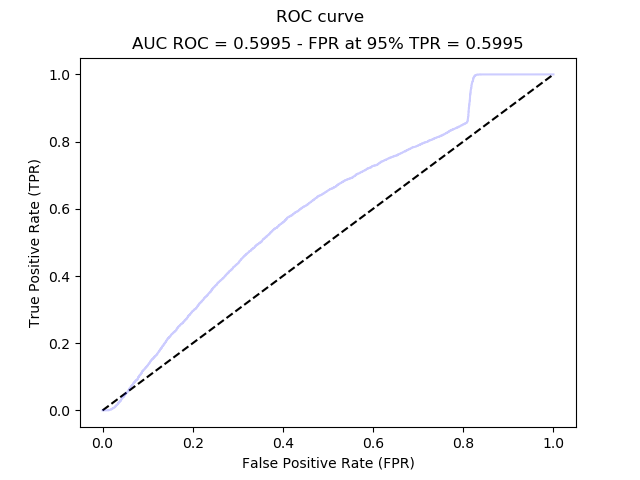 ROC curve
AUC ROC = 0.5995 - FPR at 95% TPR = 0.5995
1.0
0.8
0.6
0.4
0.2
0.0
True Positive Rate (TPR)
0.0 0.2 0.4 0.6 0.8 1.0
False Positive Rate (FPR)